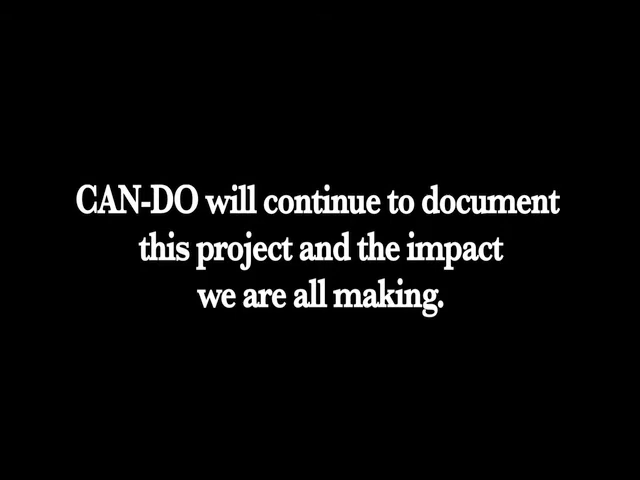 CAN-DO will continue to document
this project and the impact
we are all making.